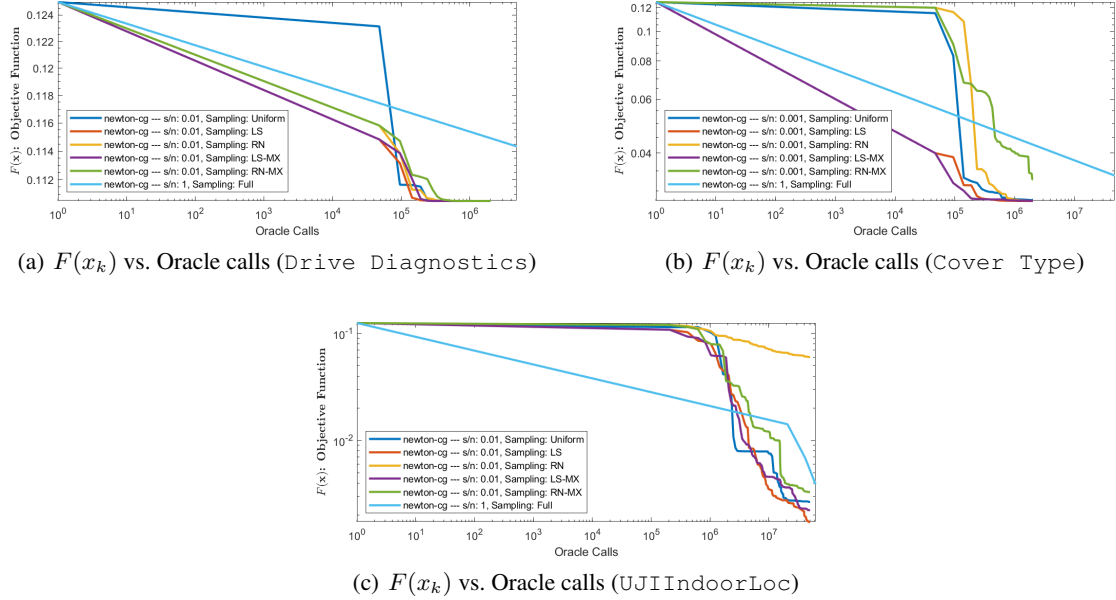 0.124
0.122
0.12
0.118
0.116
0.114
0.112
F(x): Objective Function
newton-cg --- s/n: 0.01, Sampling: Uniform
newton-cg --- s/n: 0.01, Sampling: LS
newton-cg --- s/n: 0.01, Sampling: RN
newton-cg --- s/n: 0.01, Sampling: LS-MX
newton-cg --- s/n: 0.01, Sampling: RN-MX
newton-cg --- s/n: 1, Sampling: Full
10^0 10^1 10^2 10^3 10^4 10^5 10^6
Oracle Calls
(a) F(x_k) vs. Oracle calls (Drive Diagnostics)
0.12
0.1
0.08
0.06
0.04
F(x): Objective Function
newton-cg --- s/n: 0.001, Sampling: Uniform
newton-cg --- s/n: 0.001, Sampling: LS
newton-cg --- s/n: 0.001, Sampling: RN
newton-cg --- s/n: 0.001, Sampling: LS-MX
newton-cg --- s/n: 0.001, Sampling: RN-MX
newton-cg --- s/n: 1, Sampling: Full
10^0 10^1 10^2 10^3 10^4 10^5 10^6 10^7
Oracle Calls
(b) F(x_k) vs. Oracle calls (Cover Type)
10^-1
10^-2
F(x): Objective Function
newton-cg --- s/n: 0.01, Sampling: Uniform
newton-cg --- s/n: 0.01, Sampling: LS
newton-cg --- s/n: 0.01, Sampling: RN
newton-cg --- s/n: 0.01, Sampling: LS-MX
newton-cg --- s/n: 0.01, Sampling: RN-MX
newton-cg --- s/n: 1, Sampling: Full
10^0 10^1 10^2 10^3 10^4 10^5 10^6 10^7
Oracle Calls
(c) F(x_k) vs. Oracle calls (UJIIndoorLoc)